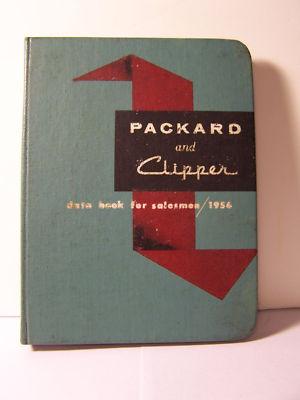 PACKARD
and
Clipper
data book for salesmen/1956